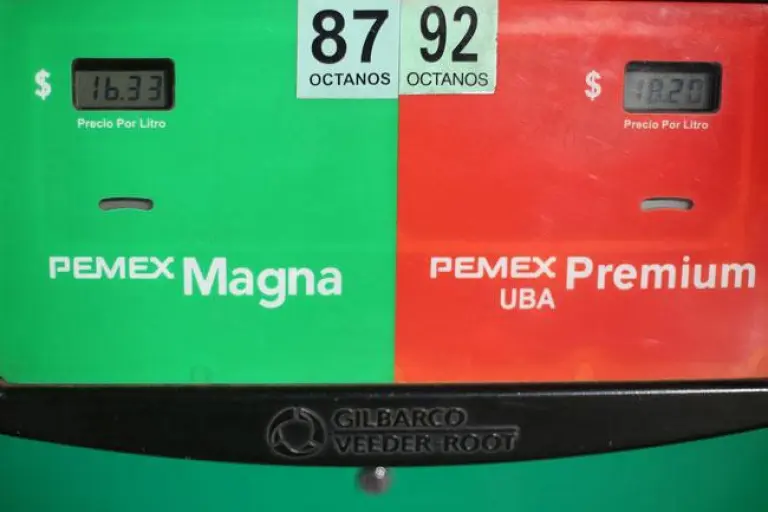 87
OCTANOS
92
OCTANOS
$ 16.33
Precio Por Litro
$ 18.20
Precio Por Litro
PEMEX Magna
PEMEX Premium
UBA
GILBARCO
VEEDER-ROOT